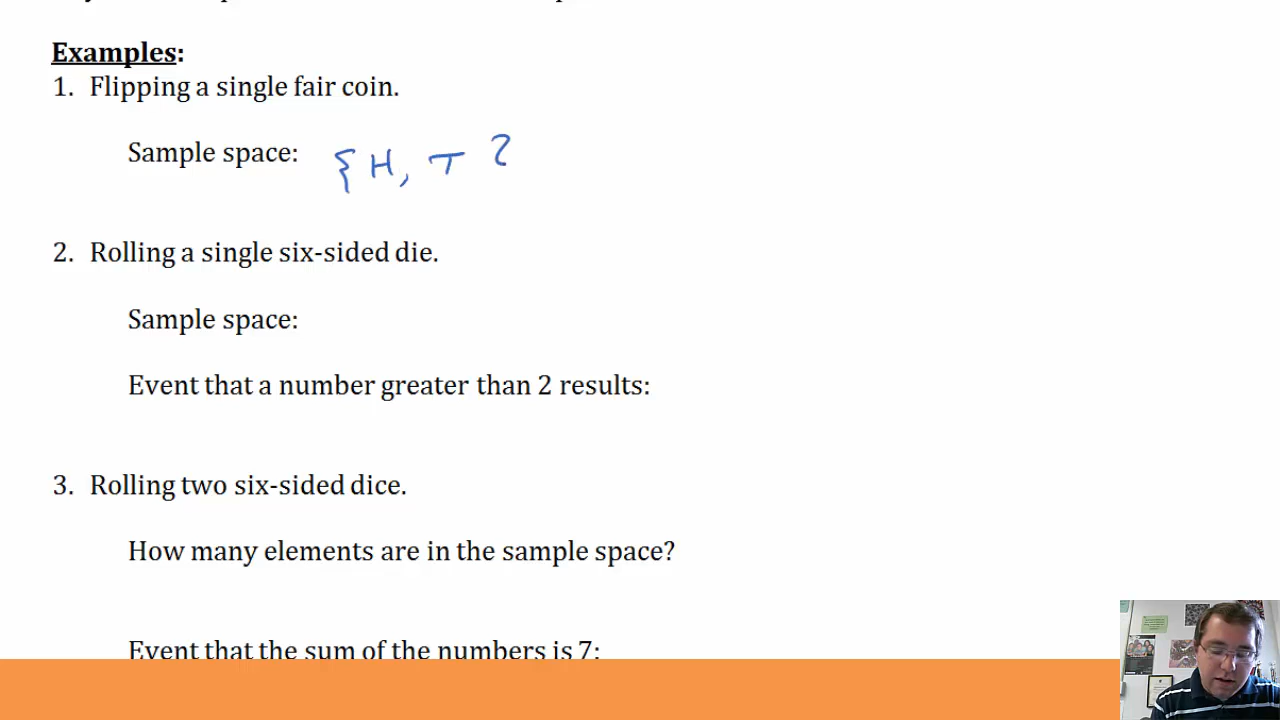 Examples:
1. Flipping a single fair coin.
Sample space: {H, T }
2. Rolling a single six-sided die.
Sample space:
Event that a number greater than 2 results:
3. Rolling two six-sided dice.
How many elements are in the sample space?
Event that the sum of the numbers is 7: